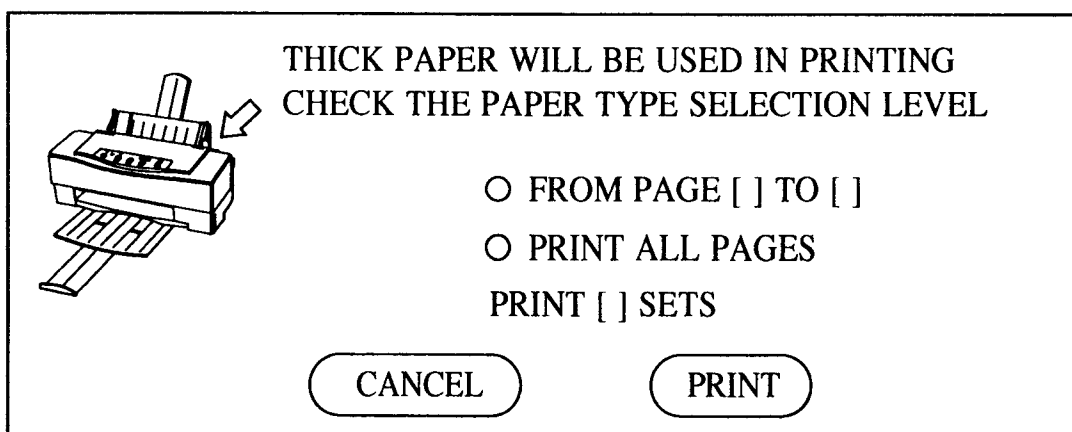 THICK PAPER WILL BE USED IN PRINTING
CHECK THE PAPER TYPE SELECTION LEVEL
○ FROM PAGE [ ] TO [ ]
○ PRINT ALL PAGES
PRINT [ ] SETS
CANCEL PRINT